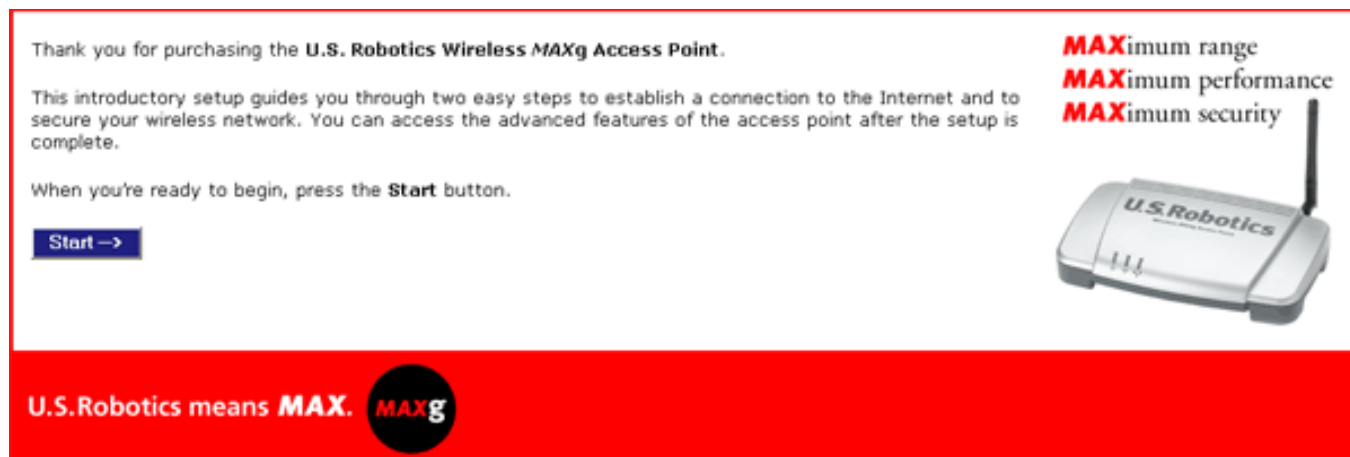 Thank you for purchasing the U.S. Robotics Wireless MAXg Access Point.
This introductory setup guides you through two easy steps to establish a connection to the Internet and to
secure your wireless network. You can access the advanced features of the access point after the setup is
complete.
When you're ready to begin, press the Start button.
Start –>
MAXimum range
MAXimum performance
MAXimum security
U.S.Robotics
U.S.Robotics means MAX.
MAXg